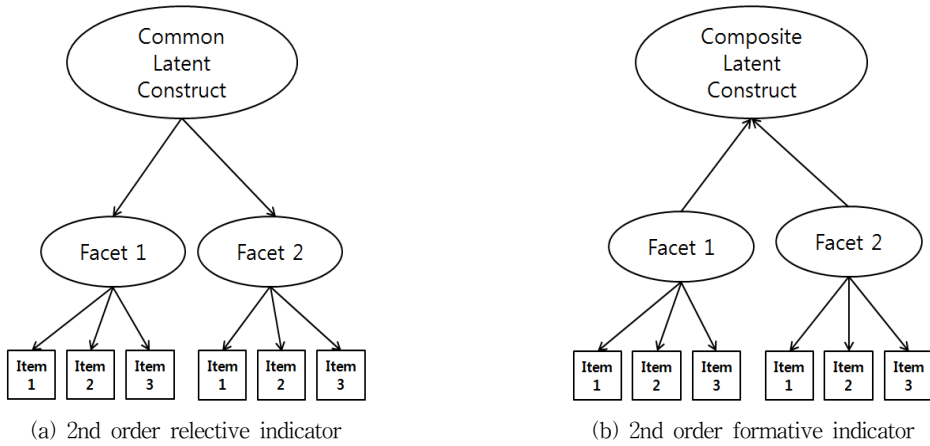 Common
Latent
Construct
Facet 1
Facet 2
Item
1
Item
2
Item
3
Item
1
Item
2
Item
3
(a) 2nd order relective indicator
Composite
Latent
Construct
Facet 1
Facet 2
Item
1
Item
2
Item
3
Item
1
Item
2
Item
3
(b) 2nd order formative indicator